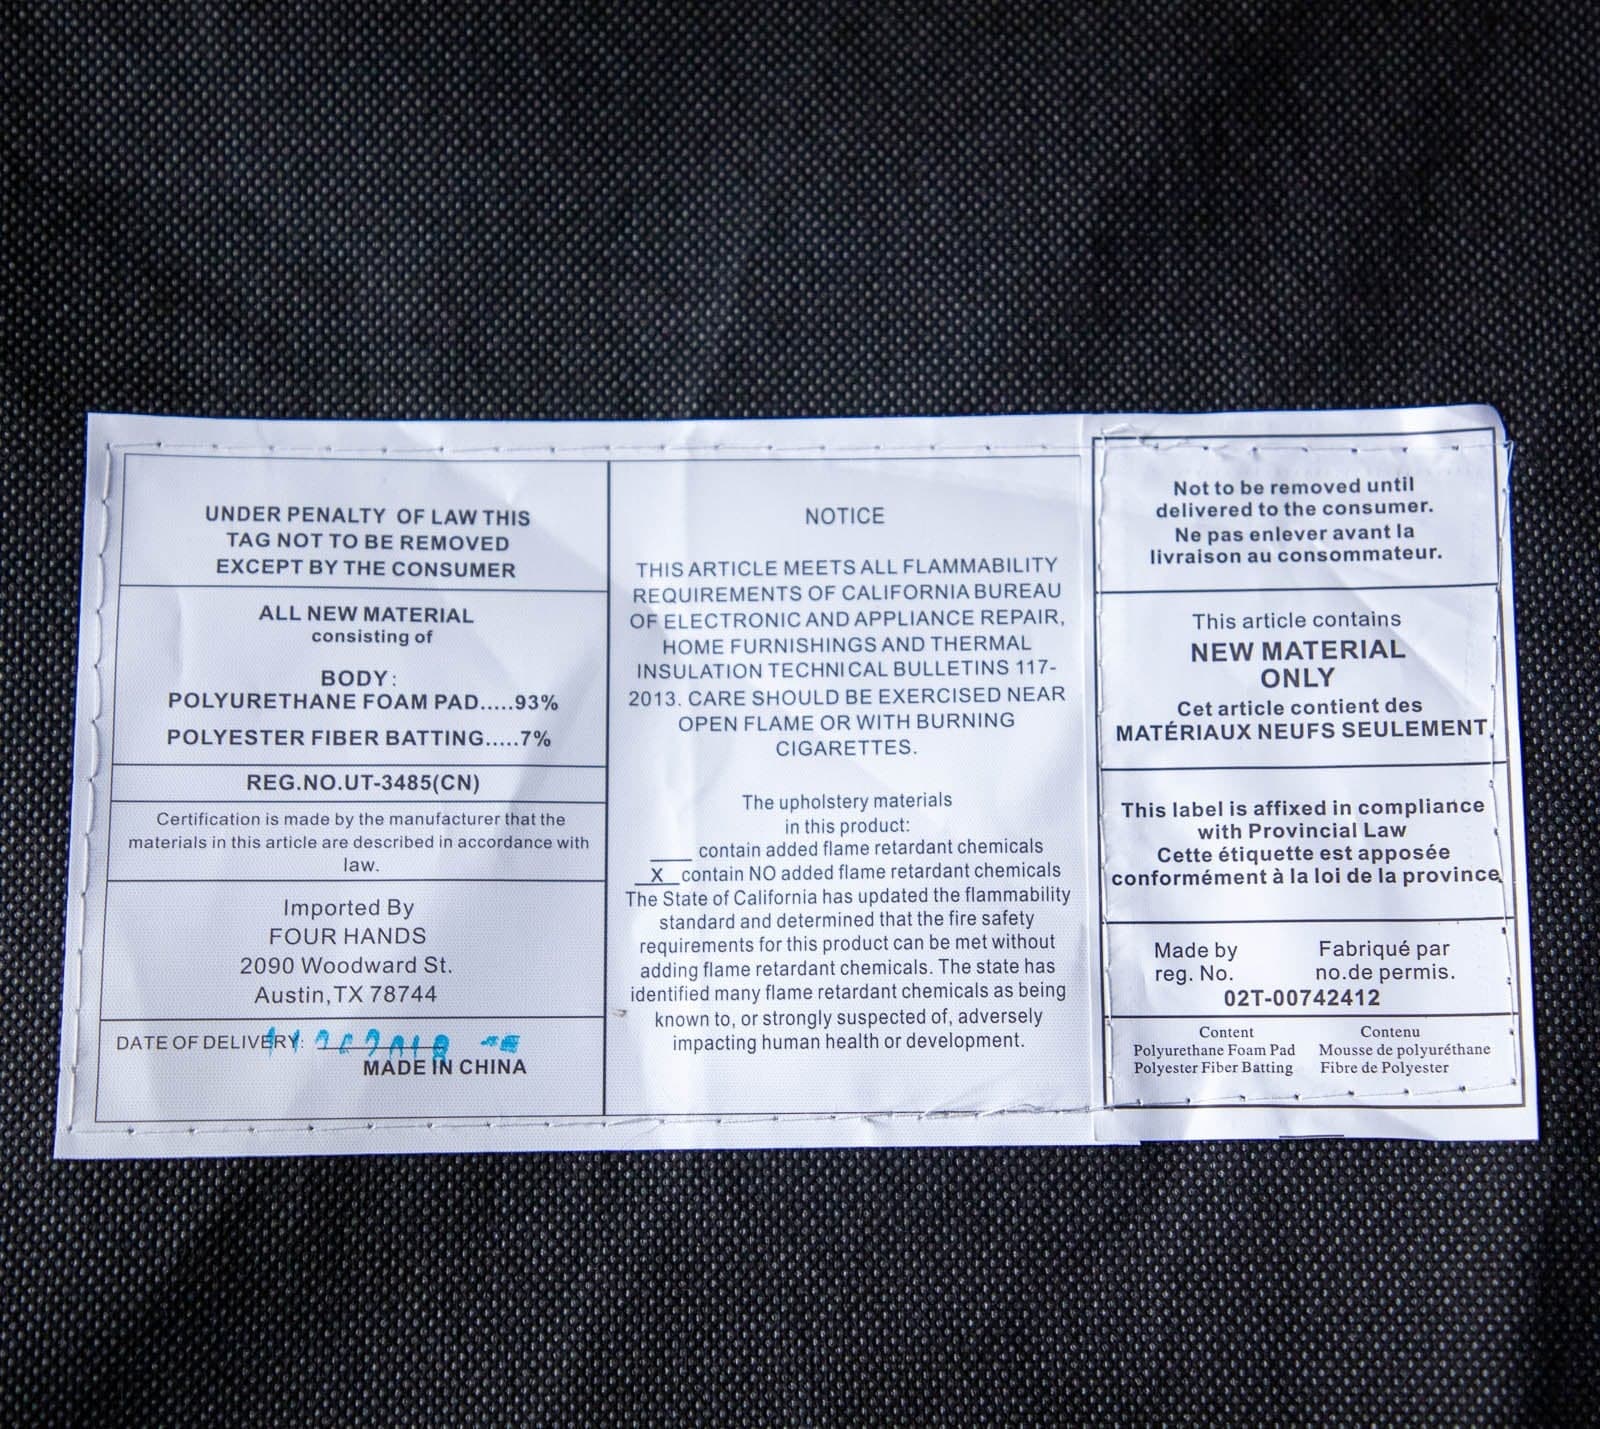 UNDER PENALTY OF LAW THIS
TAG NOT TO BE REMOVED
EXCEPT BY THE CONSUMER
ALL NEW MATERIAL
consisting of
BODY:
POLYURETHANE FOAM PAD.....93%
POLYESTER FIBER BATTING.....7%
REG.NO.UT-3485(CN)
Certification is made by the manufacturer that the
materials in this article are described in accordance with
law.
Imported By
FOUR HANDS
2090 Woodward St.
Austin,TX 78744
DATE OF DELIVERY:
MADE IN CHINA
NOTICE
THIS ARTICLE MEETS ALL FLAMMABILITY
REQUIREMENTS OF CALIFORNIA BUREAU
OF ELECTRONIC AND APPLIANCE REPAIR,
HOME FURNISHINGS AND THERMAL
INSULATION TECHNICAL BULLETINS 117-
2013. CARE SHOULD BE EXERCISED NEAR
OPEN FLAME OR WITH BURNING
CIGARETTES.
The upholstery materials
in this product:
____ contain added flame retardant chemicals
_X_ contain NO added flame retardant chemicals
The State of California has updated the flammability
standard and determined that the fire safety
requirements for this product can be met without
adding flame retardant chemicals. The state has
identified many flame retardant chemicals as being
known to, or strongly suspected of, adversely
impacting human health or development.
Not to be removed until
delivered to the consumer.
Ne pas enlever avant la
livraison au consommateur.
This article contains
NEW MATERIAL
ONLY
Cet article contient des
MATÉRIAUX NEUFS SEULEMENT
This label is affixed in compliance
with Provincial Law
Cette étiquette est apposée
conformément à la loi de la province
Made by Fabriqué par
reg. No. no.de permis.
02T-00742412
Content Contenu
Polyurethane Foam Pad Mousse de polyuréthane
Polyester Fiber Batting Fibre de Polyester